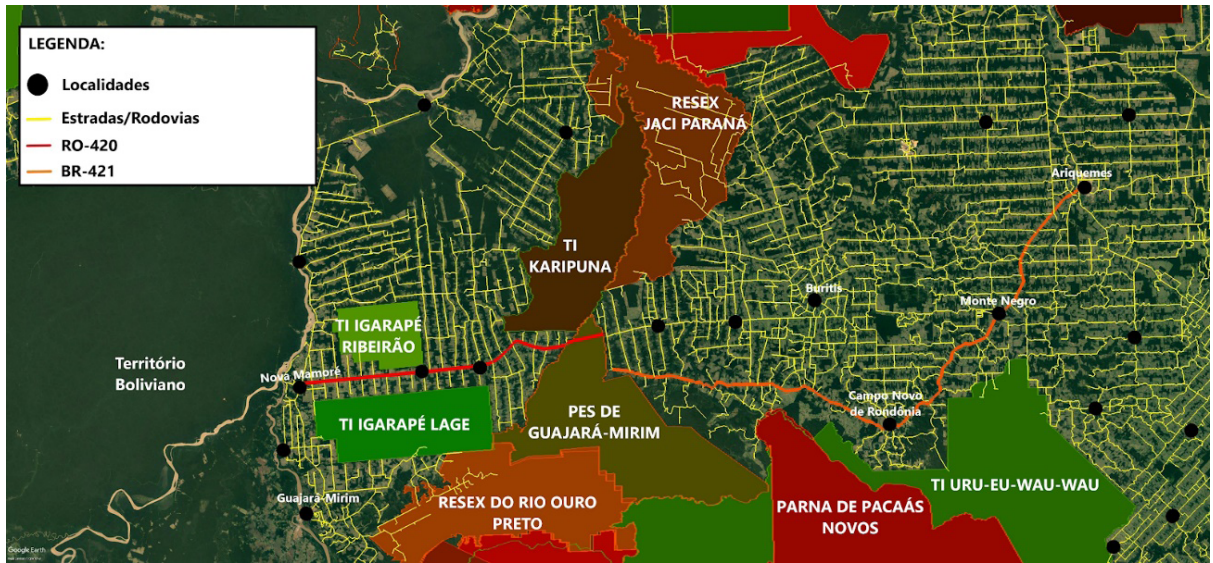 LEGENDA:
Localidades
Estradas/Rodovias
RO-420
BR-421
RESEX
JACI PARANÁ
Ariquemes
TI
KARIPUNA
Buritis
Monte Negro
TI IGARAPÉ
RIBEIRÃO
Território
Boliviano
Nova Mamoré
TI IGARAPÉ LAGE
PES DE
GUAJARÁ-MIRIM
Campo Novo
de Rondônia
Guajará-Mirim
RESEX DO RIO OURO
PRETO
PARNA DE PACAÁS
NOVOS
TI URU-EU-WAU-WAU
Google Earth